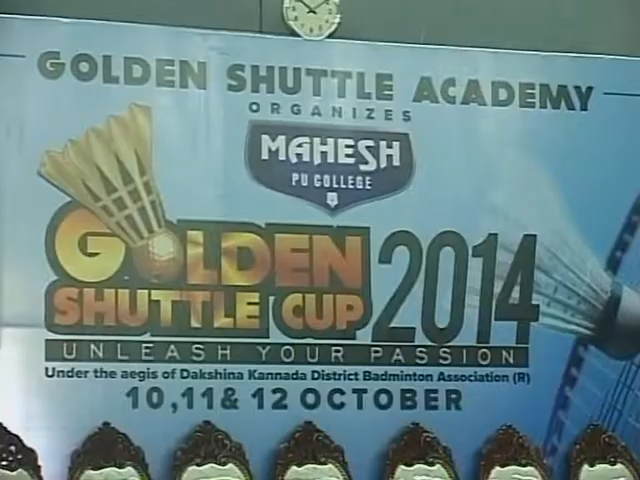 GOLDEN SHUTTLE ACADEMY
ORGANIZES
MAHESH
PU COLLEGE
GOLDEN
SHUTTLE CUP
2014
UNLEASH YOUR PASSION
Under the aegis of Dakshina Kannada District Badminton Association (R)
10,11& 12 OCTOBER